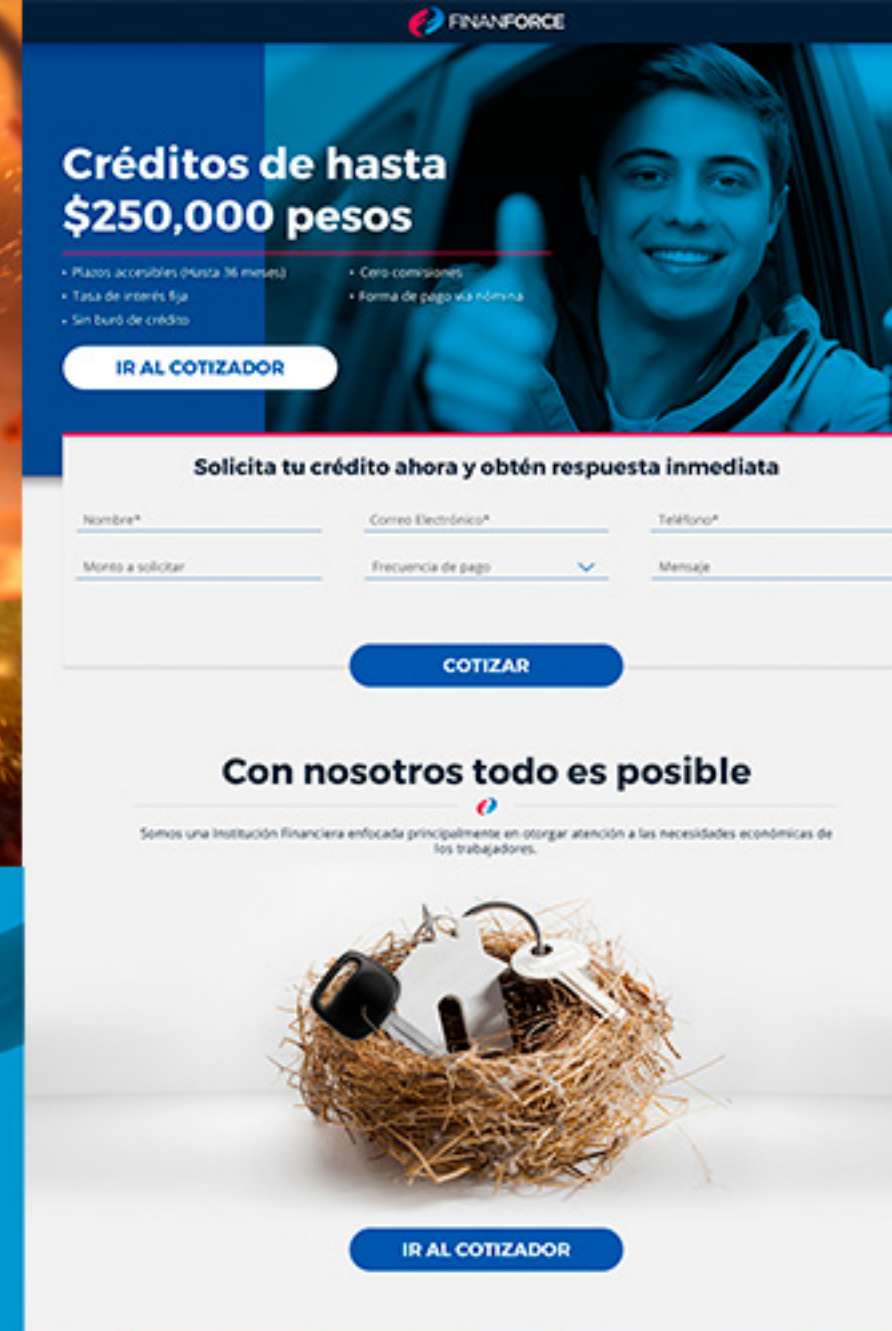 FINANFORCE
Créditos de hasta
$250,000 pesos
• Plazos accesibles (Hasta 36 meses)
• Tasa de interés fija
• Sin buró de crédito
• Cero comisiones
• Forma de pago vía nómina
IR AL COTIZADOR
Solicita tu crédito ahora y obtén respuesta inmediata
Nombre*
Correo Electrónico*
Teléfono*
Monto a solicitar
Frecuencia de pago
Mensaje
COTIZAR
Con nosotros todo es posible
Somos una Institución Financiera enfocada principalmente en otorgar atención a las necesidades económicas de
los trabajadores.
IR AL COTIZADOR